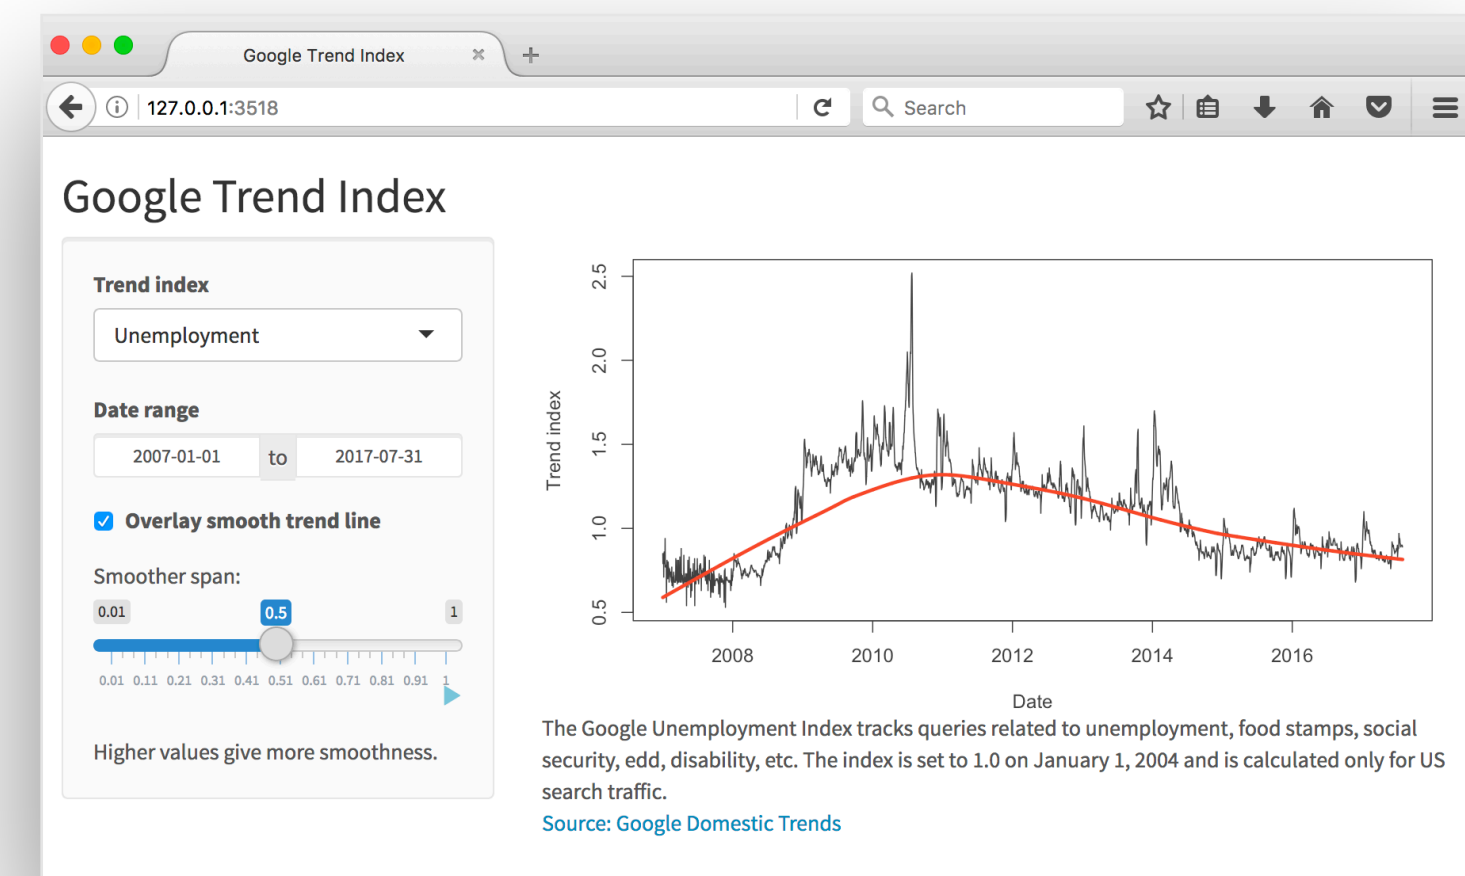 Google Trend Index
127.0.0.1:3518
Search
Google Trend Index
Trend index
Unemployment
Date range
2007-01-01 to 2017-07-31
Overlay smooth trend line
Smoother span:
0.01 0.5 1
0.01 0.11 0.21 0.31 0.41 0.51 0.61 0.71 0.81 0.91 1
Higher values give more smoothness.
Trend index
2.5
2.0
1.5
1.0
0.5
2008 2010 2012 2014 2016
Date
The Google Unemployment Index tracks queries related to unemployment, food stamps, social
security, edd, disability, etc. The index is set to 1.0 on January 1, 2004 and is calculated only for US
search traffic.
Source: Google Domestic Trends